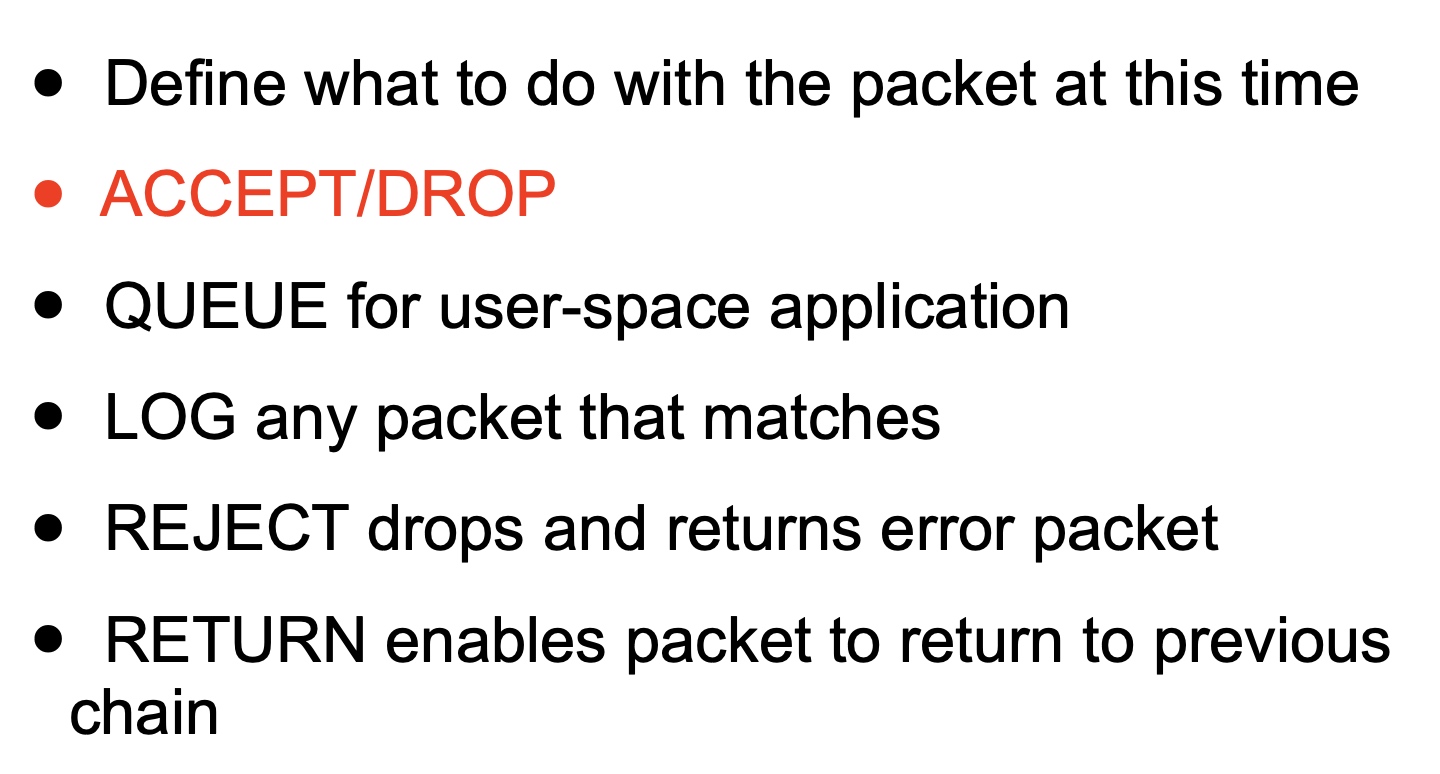 ● Define what to do with the packet at this time
● ACCEPT/DROP
● QUEUE for user-space application
● LOG any packet that matches
● REJECT drops and returns error packet
● RETURN enables packet to return to previous
chain